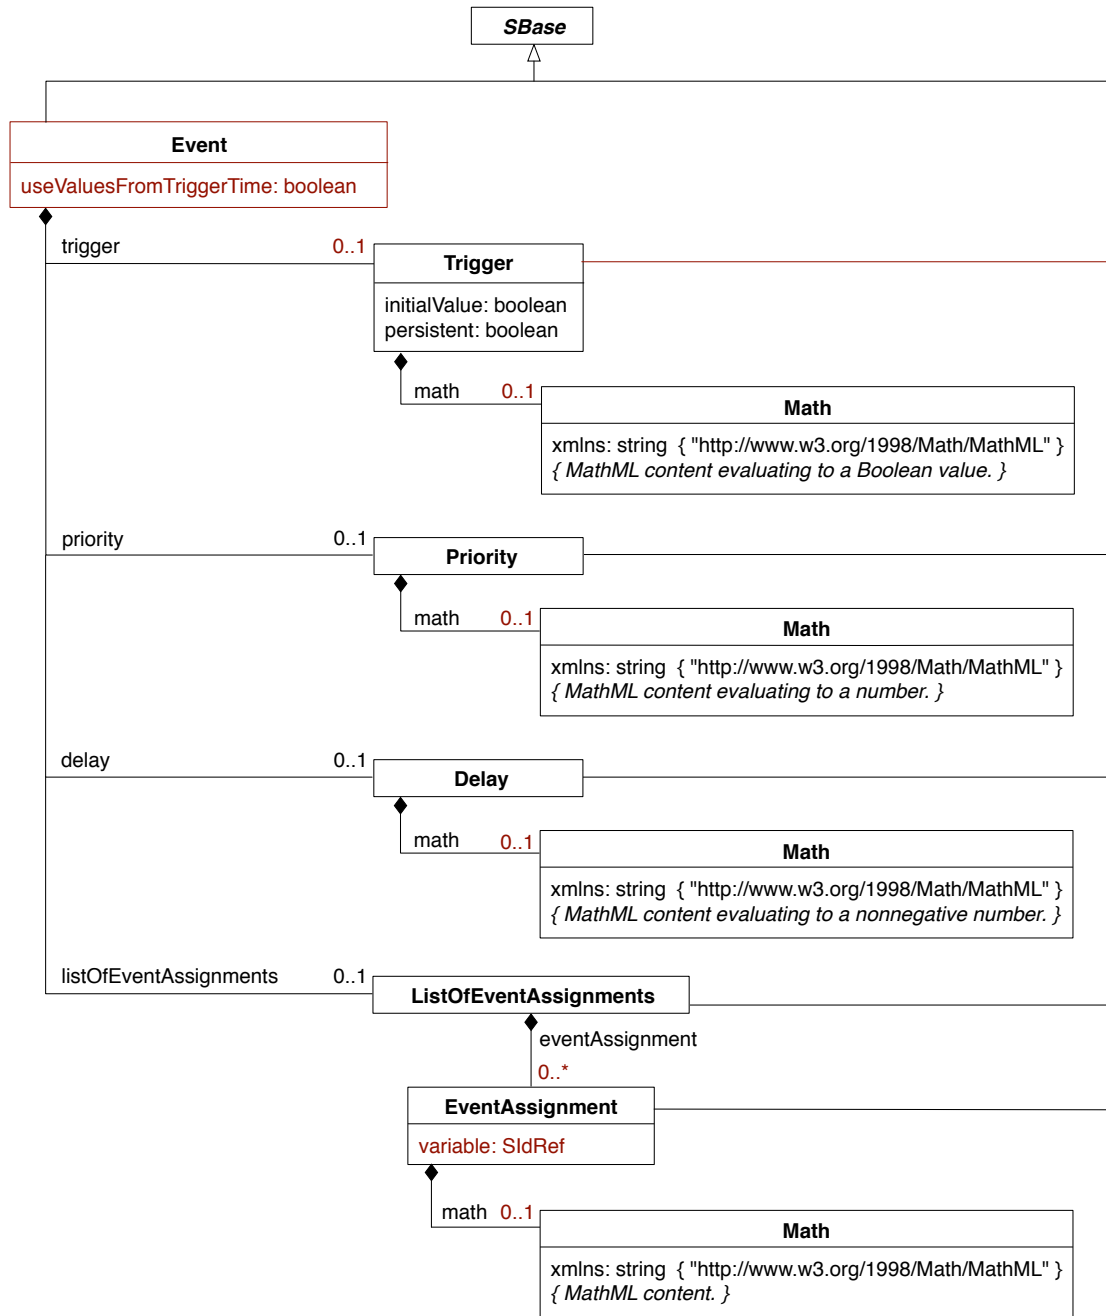 SBase
Event
useValuesFromTriggerTime: boolean
trigger
0..1
Trigger
initialValue: boolean
persistent: boolean
math
0..1
Math
xmlns: string { "http://www.w3.org/1998/Math/MathML" }
{ MathML content evaluating to a Boolean value. }
priority
0..1
Priority
math
0..1
Math
xmlns: string { "http://www.w3.org/1998/Math/MathML" }
{ MathML content evaluating to a number. }
delay
0..1
Delay
math
0..1
Math
xmlns: string { "http://www.w3.org/1998/Math/MathML" }
{ MathML content evaluating to a nonnegative number. }
listOfEventAssignments
0..1
ListOfEventAssignments
eventAssignment
0..*
EventAssignment
variable: SIdRef
math
0..1
Math
xmlns: string { "http://www.w3.org/1998/Math/MathML" }
{ MathML content. }